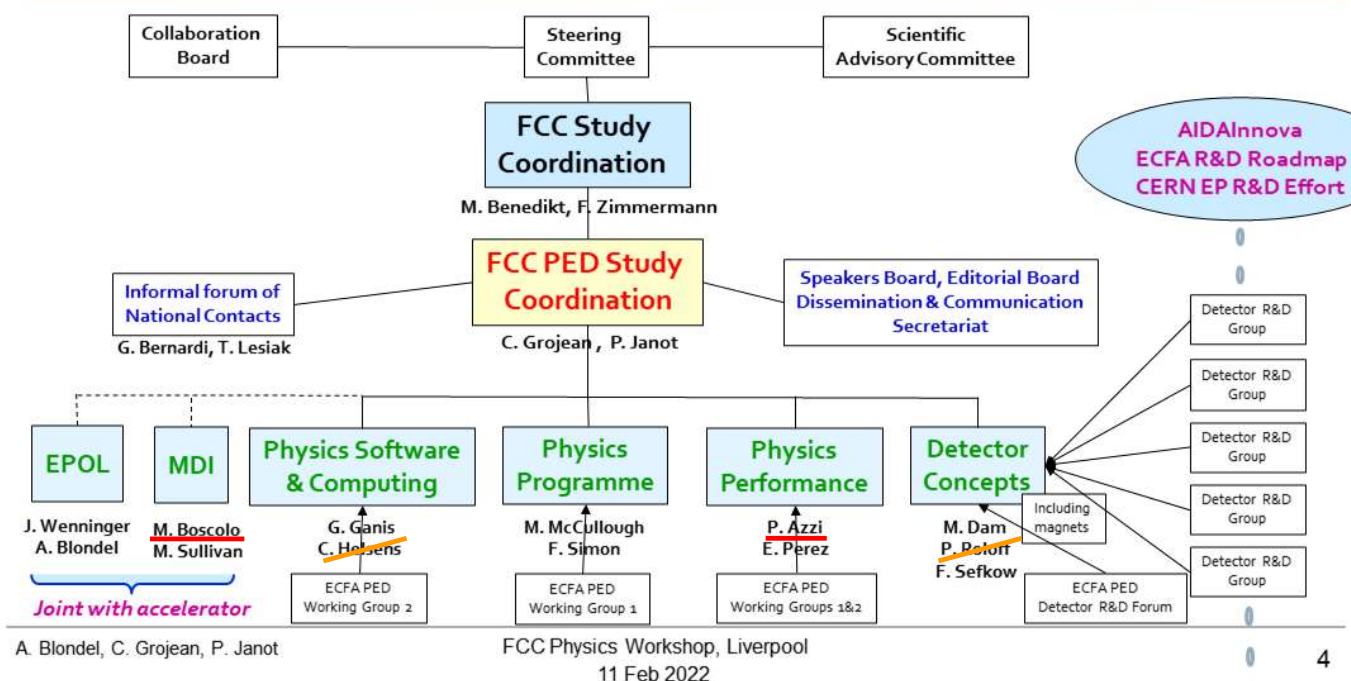 Collaboration
Board
Steering
Committee
Scientific
Advisory Committee
FCC Study
Coordination
M. Benedikt, F. Zimmermann
AIDAInnova
ECFA R&D Roadmap
CERN EP R&D Effort
FCC PED Study
Coordination
C. Grojean , P. Janot
Informal forum of
National Contacts
G. Bernardi, T. Lesiak
Speakers Board, Editorial Board
Dissemination & Communication
Secretariat
Detector R&D
Group
Detector R&D
Group
Detector R&D
Group
Detector R&D
Group
Detector R&D
Group
EPOL
J. Wenninger
A. Blondel
MDI
M. Boscolo
M. Sullivan
Joint with accelerator
Physics Software
& Computing
G. Ganis
C. Helsens
ECFA PED
Working Group 2
Physics
Programme
M. McCullough
F. Simon
ECFA PED
Working Group 1
Physics
Performance
P. Azzi
E. Perez
ECFA PED
Working Groups 1&2
Detector
Concepts
Including
magnets
M. Dam
P. Roloff
F. Sefkow
ECFA PED
Detector R&D Forum
A. Blondel, C. Grojean, P. Janot
FCC Physics Workshop, Liverpool
11 Feb 2022
4